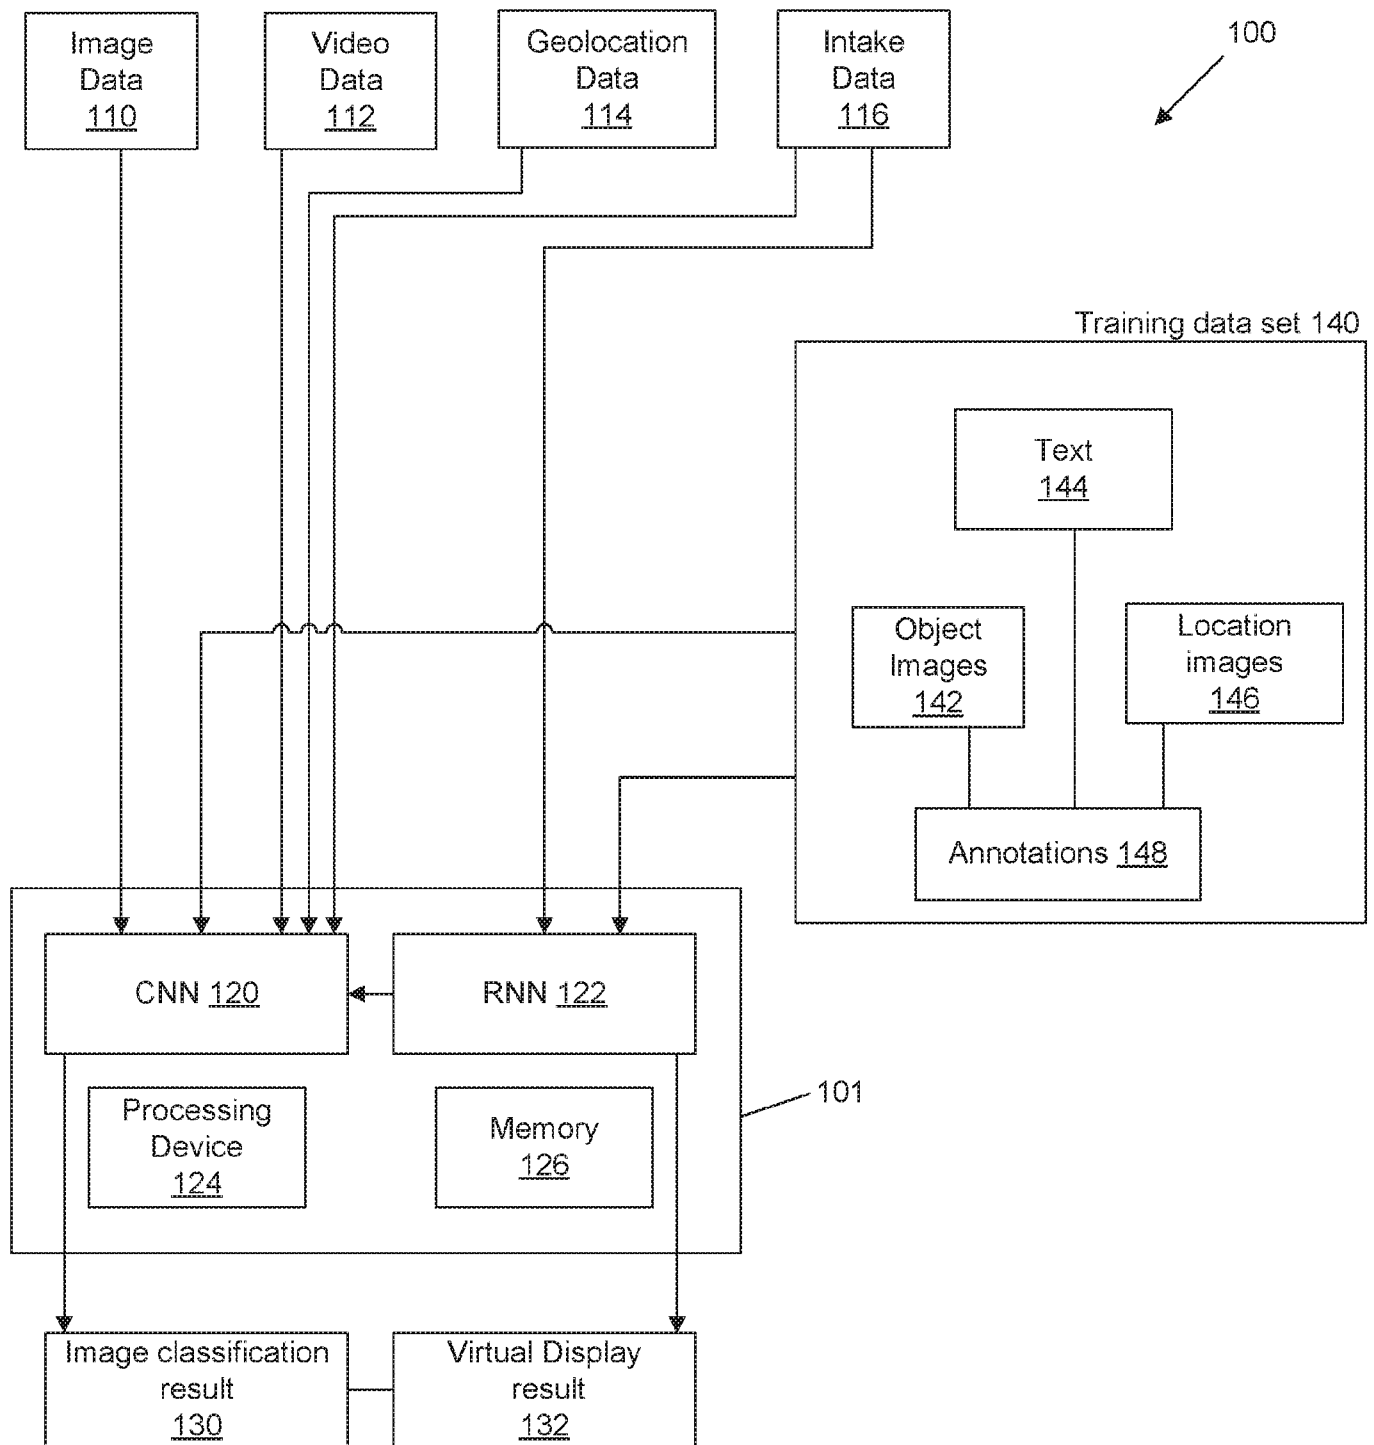 Image
Data
110
Video
Data
112
Geolocation
Data
114
Intake
Data
116
100
Training data set 140
Text
144
Object
Images
142
Location
images
146
Annotations 148
CNN 120
RNN 122
Processing
Device
124
Memory
126
101
Image classification
result
130
Virtual Display
result
132